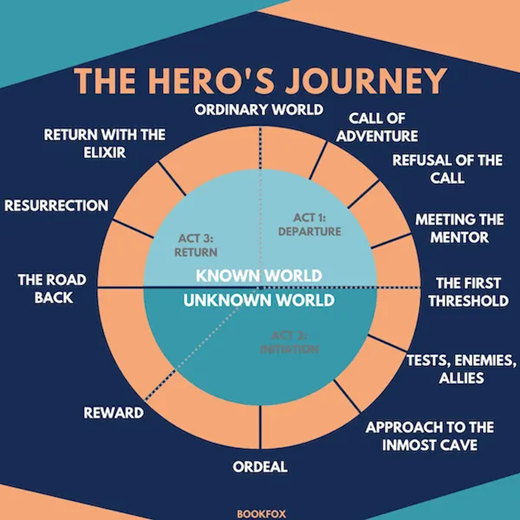 THE HERO'S JOURNEY
ORDINARY WORLD
CALL OF
ADVENTURE
REFUSAL OF THE
CALL
MEETING THE
MENTOR
THE FIRST
THRESHOLD
TESTS, ENEMIES,
ALLIES
APPROACH TO THE
INMOST CAVE
ORDEAL
REWARD
THE ROAD
BACK
RESURRECTION
RETURN WITH THE
ELIXIR
ACT 1:
DEPARTURE
ACT 3:
RETURN
KNOWN WORLD
UNKNOWN WORLD
ACT 2:
INITIATION
BOOKFOX